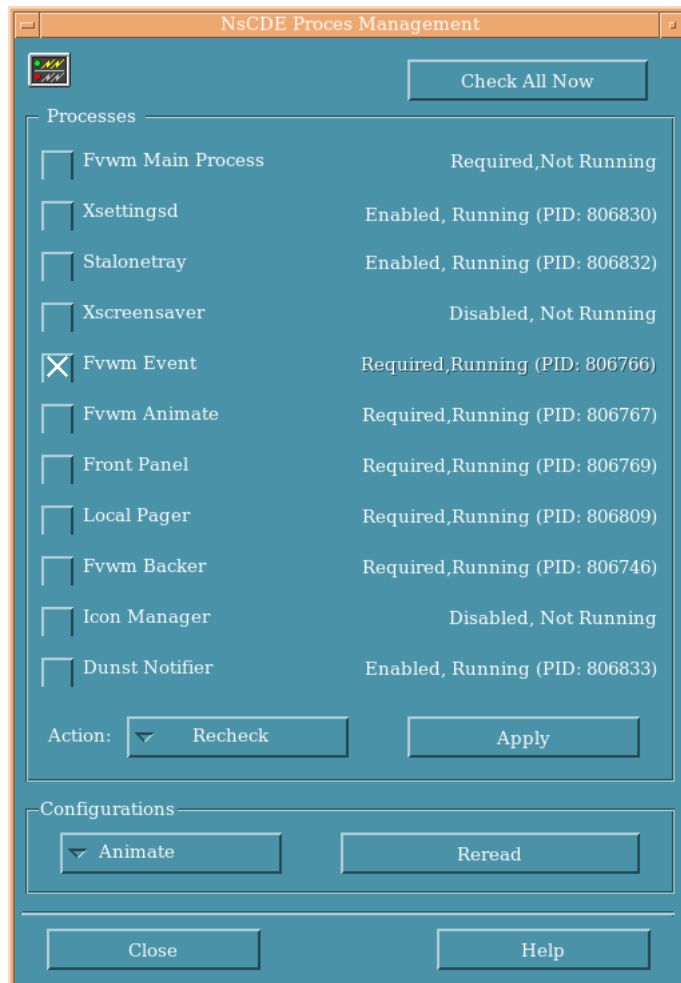 NsCDE Proces Management
Check All Now
Processes
Fvwm Main Process Required,Not Running
Xsettingsd Enabled, Running (PID: 806830)
Stalonetray Enabled, Running (PID: 806832)
Xscreensaver Disabled, Not Running
Fvwm Event Required,Running (PID: 806766)
Fvwm Animate Required,Running (PID: 806767)
Front Panel Required,Running (PID: 806769)
Local Pager Required,Running (PID: 806809)
Fvwm Backer Required,Running (PID: 806746)
Icon Manager Disabled, Not Running
Dunst Notifier Enabled, Running (PID: 806833)
Action: Recheck Apply
Configurations
Animate Reread
Close Help